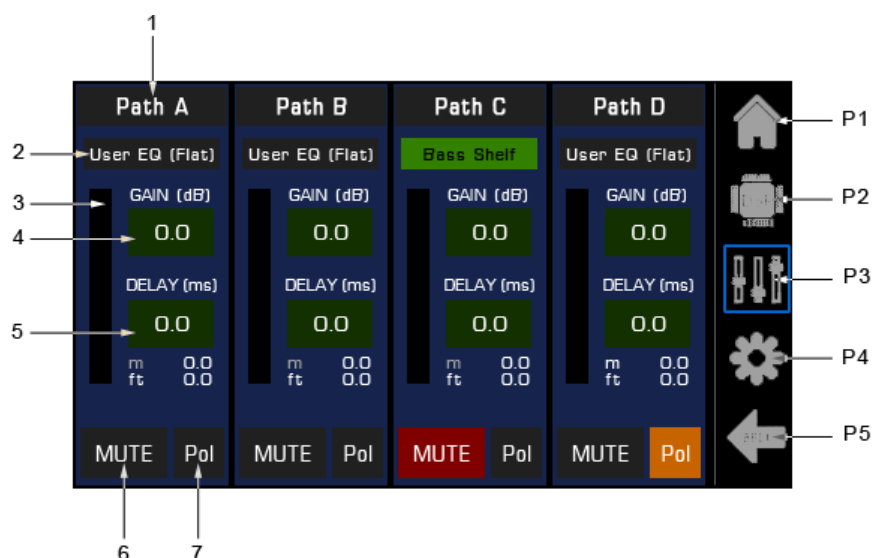 1
Path A Path B Path C Path D
P1
2 User EQ (Flat) User EQ (Flat) Bass Shelf User EQ (Flat)
3 GAIN (dB) GAIN (dB) GAIN (dB) GAIN (dB)
P2
4 0.0 0.0 0.0 0.0
P3
DELAY (ms) DELAY (ms) DELAY (ms) DELAY (ms)
5 0.0 0.0 0.0 0.0
P4
m 0.0 m 0.0 m 0.0 m 0.0
ft 0.0 ft 0.0 ft 0.0 ft 0.0
P5
MUTE Pol MUTE Pol MUTE Pol MUTE Pol
6 7